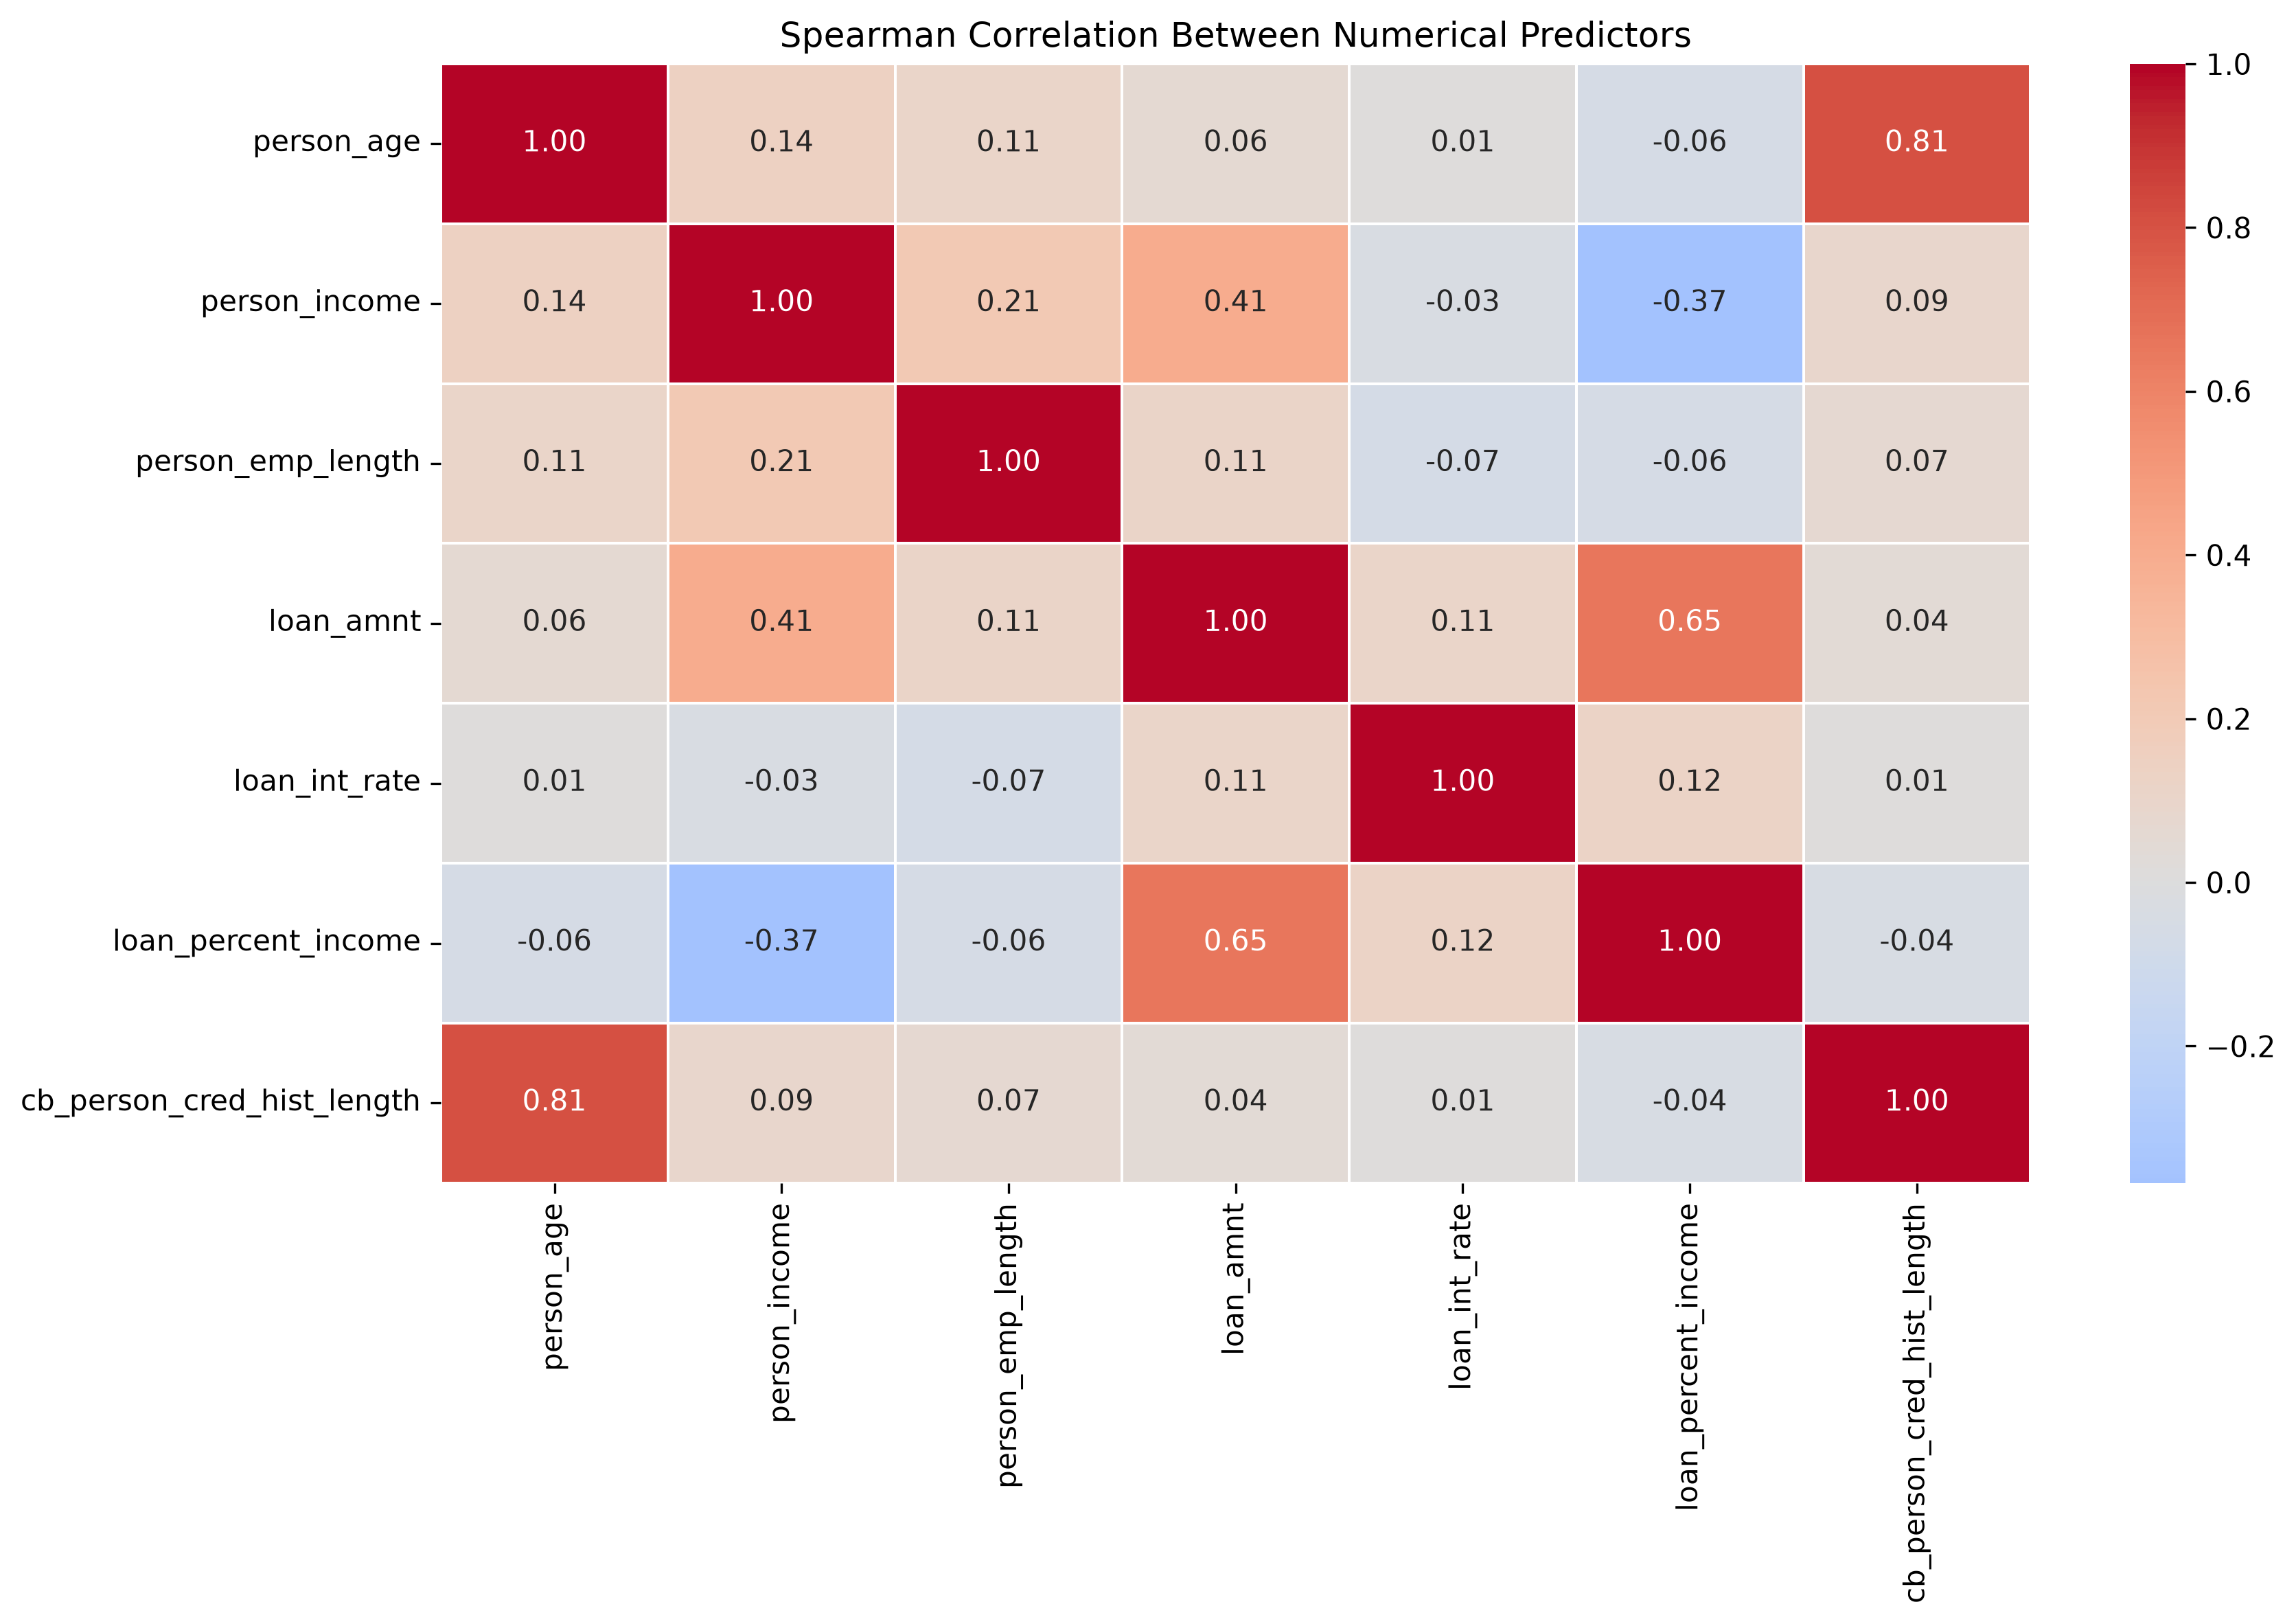 Spearman Correlation Between Numerical Predictors
person_age 1.00 0.14 0.11 0.06 0.01 -0.06 0.81
person_income 0.14 1.00 0.21 0.41 -0.03 -0.37 0.09
person_emp_length 0.11 0.21 1.00 0.11 -0.07 -0.06 0.07
loan_amnt 0.06 0.41 0.11 1.00 0.11 0.65 0.04
loan_int_rate 0.01 -0.03 -0.07 0.11 1.00 0.12 0.01
loan_percent_income -0.06 -0.37 -0.06 0.65 0.12 1.00 -0.04
cb_person_cred_hist_length 0.81 0.09 0.07 0.04 0.01 -0.04 1.00
person_age
person_income
person_emp_length
loan_amnt
loan_int_rate
loan_percent_income
cb_person_cred_hist_length
1.0
0.8
0.6
0.4
0.2
0.0
−0.2